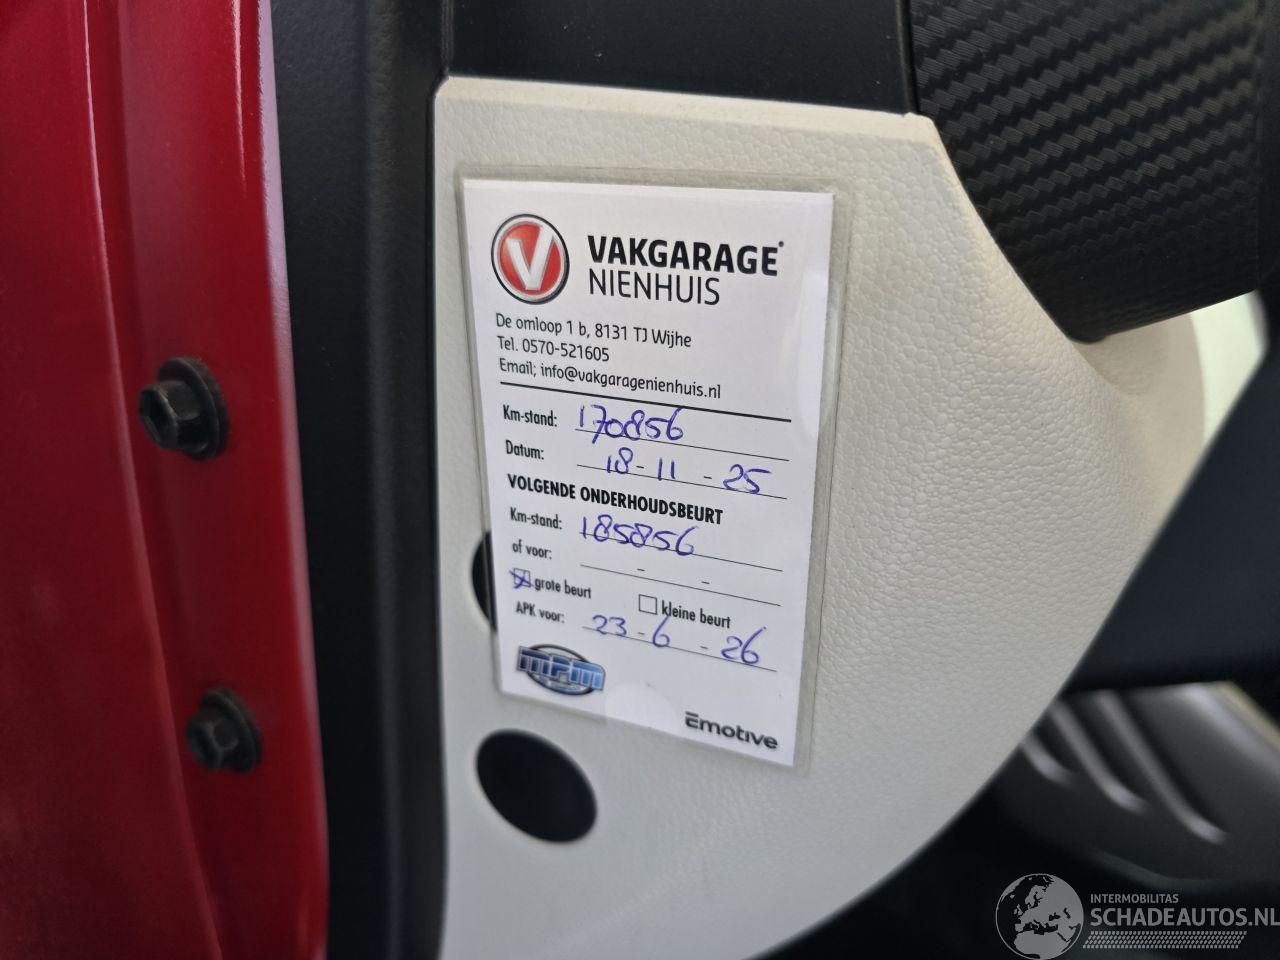 V VAKGARAGE®
NIENHUIS
De omloop 1 b, 8131 TJ Wijhe
Tel. 0570-521605
Email; info@vakgaragenienhuis.nl
Km-stand: 170856
Datum: 18-11-25
VOLGENDE ONDERHOUDSBEURT
Km-stand: 185856
of voor: - -
grote beurt kleine beurt
APK voor: 23-6-26
MPM
Emotive
INTERMOBILITAS
SCHADEAUTOS.NL